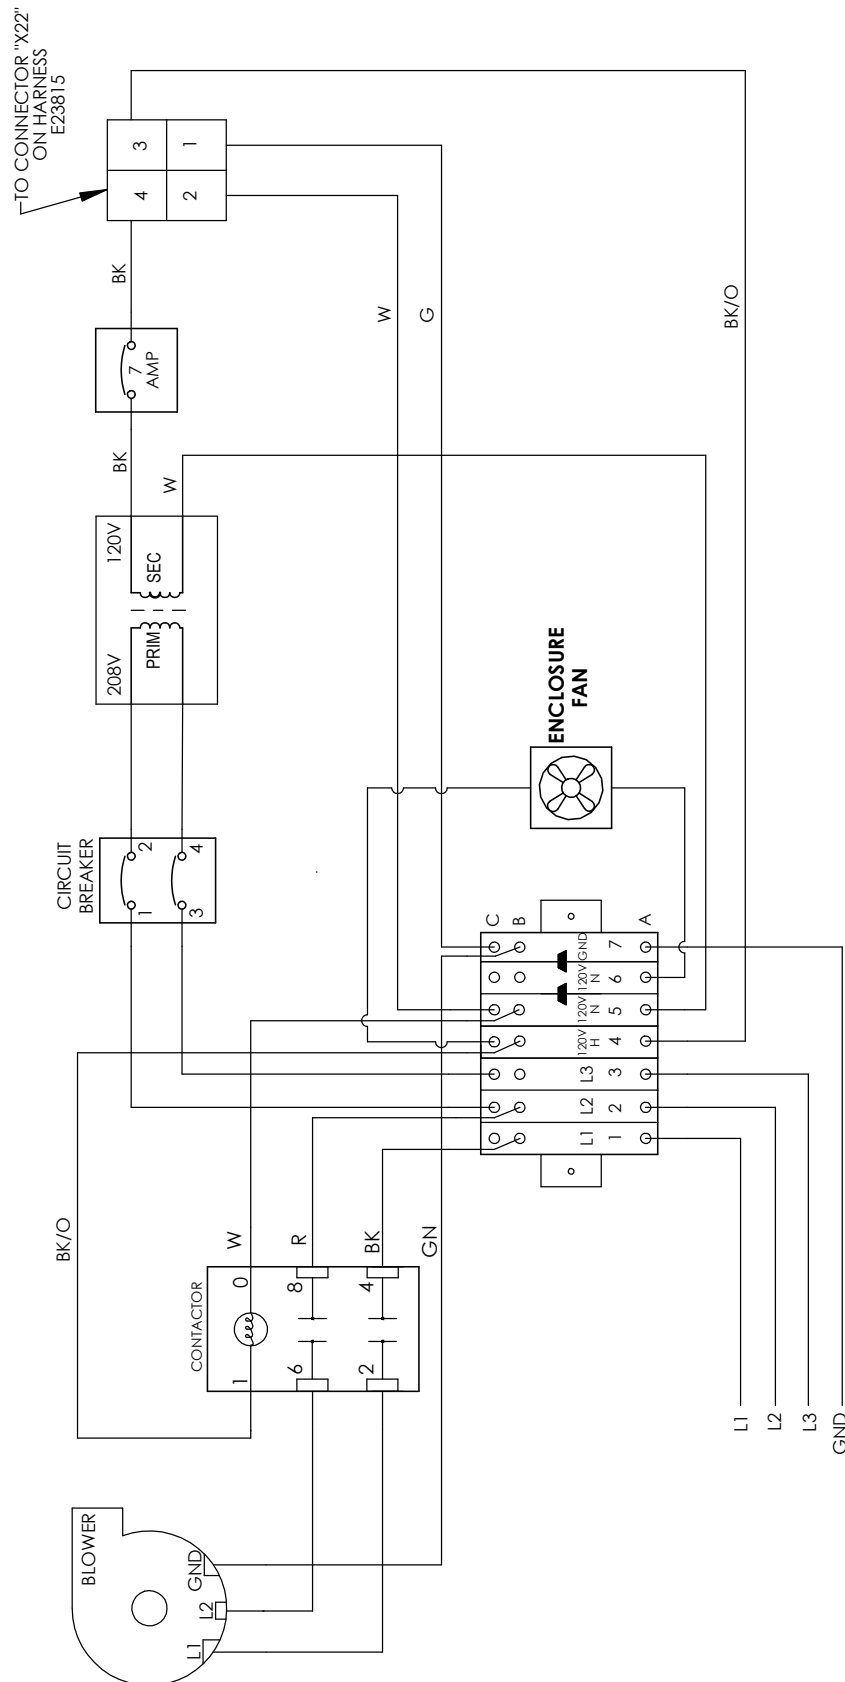 TO CONNECTOR "X22"
ON HARNESS
E23815
3
1
4
2
BK
7
AMP
BK
W
W
G
BK/O
120V
SEC
208V
PRIM
CIRCUIT
BREAKER
2
4
1
3
ENCLOSURE
FAN
C
B
A
GND
7
120V
N
6
120V
N
5
120V
H
4
L3
3
L2
2
L1
1
BK/O
W
R
BK
GN
CONTACTOR
0
8
4
1
6
2
BLOWER
GND
L2
L1
L1
L2
L3
GND